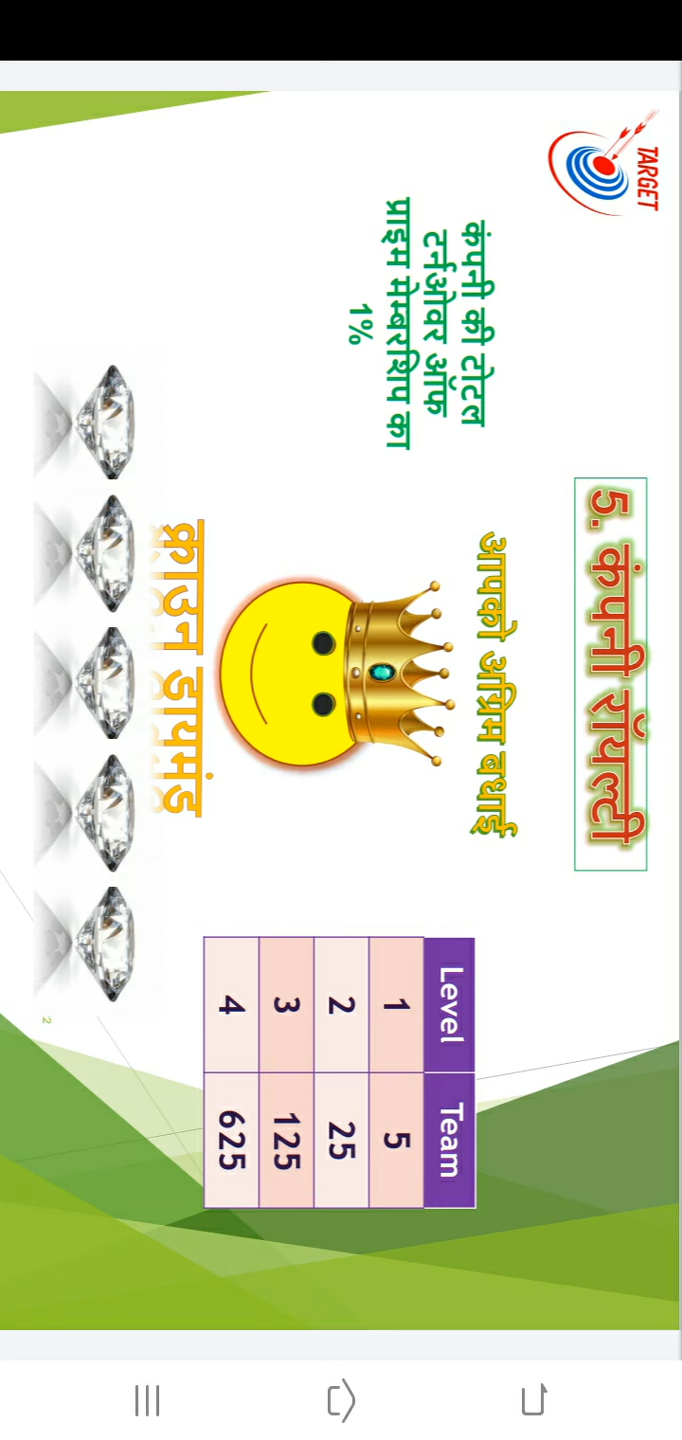 TARGET
5. कंपनी रॉयल्टी
कंपनी की टोटल
टर्नओवर ऑफ
प्राइम मेम्बरशिप का
1%
आपको अग्रिम बधाई
क्राउन डायमंड
Level Team
1 5
2 25
3 125
4 625
2